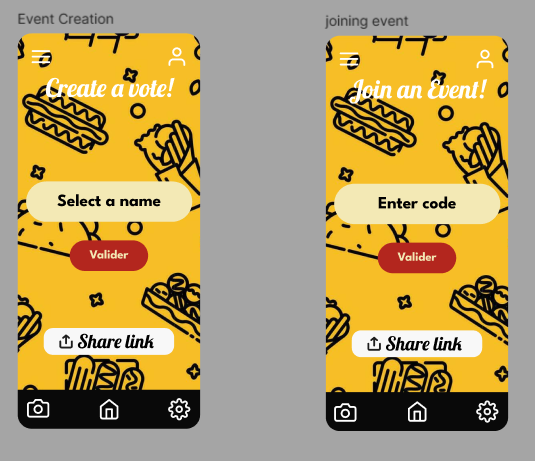 Event Creation
Create a vote!
Select a name
Valider
Share link
joining event
Join an Event!
Enter code
Valider
Share link